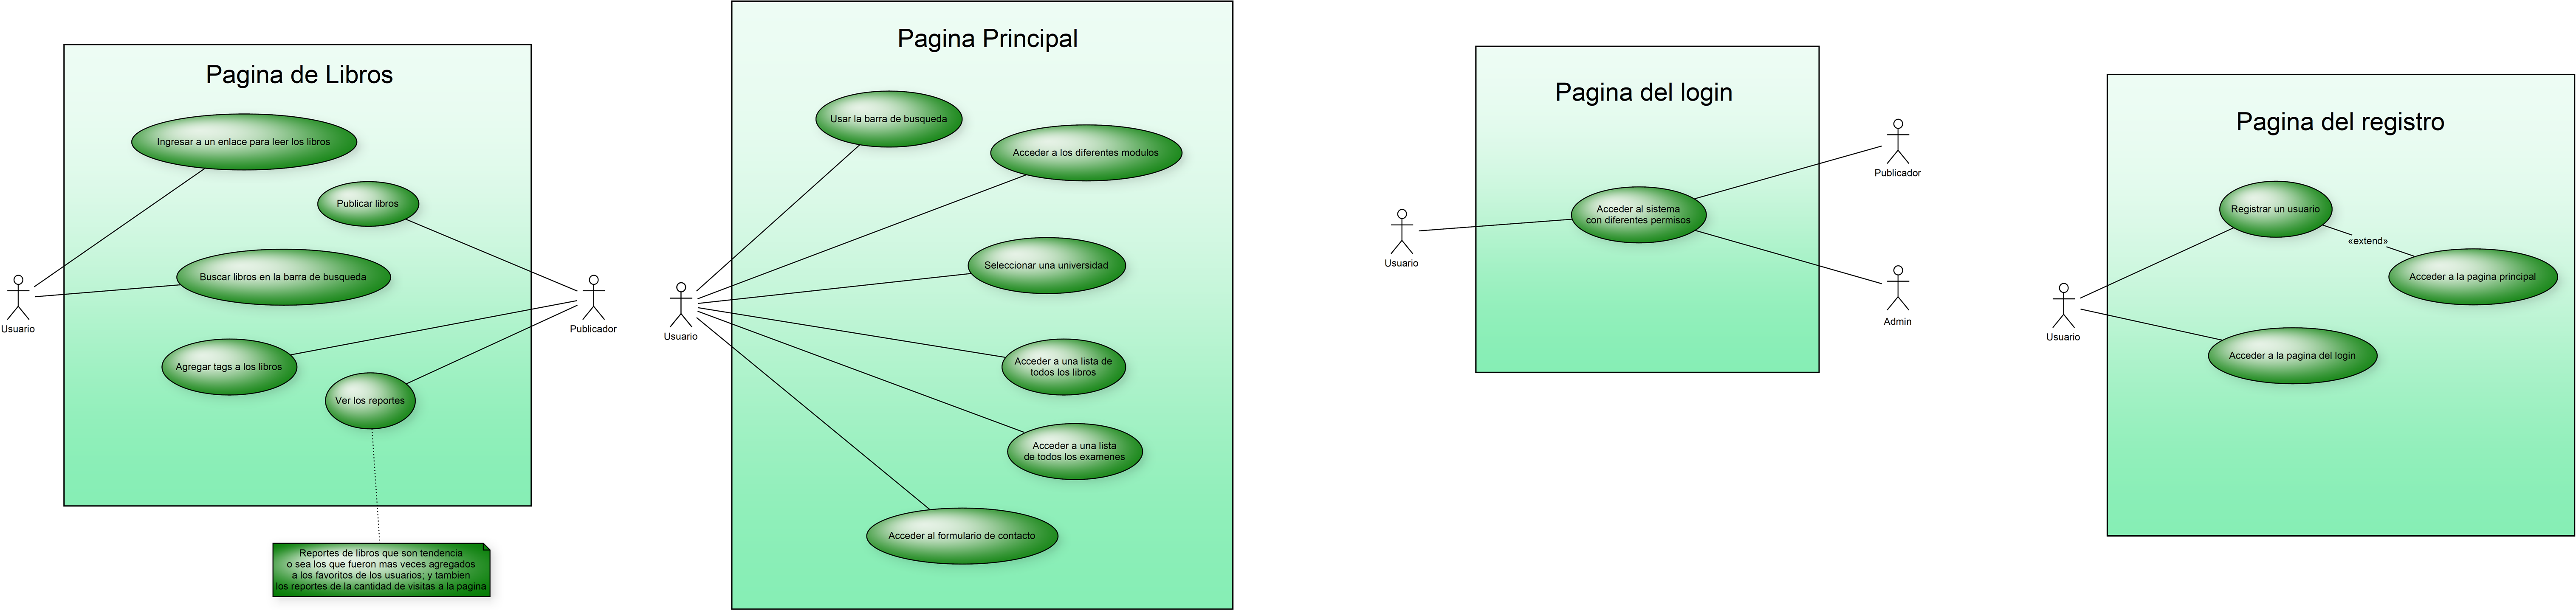 Pagina de Libros
Ingresar a un enlace para leer los libros
Publicar libros
Buscar libros en la barra de busqueda
Usuario
Publicador
Agregar tags a los libros
Ver los reportes
Reportes de libros que son tendencia
o sea los que fueron mas veces agregados
a los favoritos de los usuarios; y tambien
los reportes de la cantidad de visitas a la pagina
Pagina Principal
Usar la barra de busqueda
Acceder a los diferentes modulos
Seleccionar una universidad
Usuario
Acceder a una lista de
todos los libros
Acceder a una lista
de todos los examenes
Acceder al formulario de contacto
Pagina del login
Publicador
Acceder al sistema
con diferentes permisos
Usuario
Admin
Pagina del registro
Registrar un usuario
«extend»
Acceder a la pagina principal
Usuario
Acceder a la pagina del login